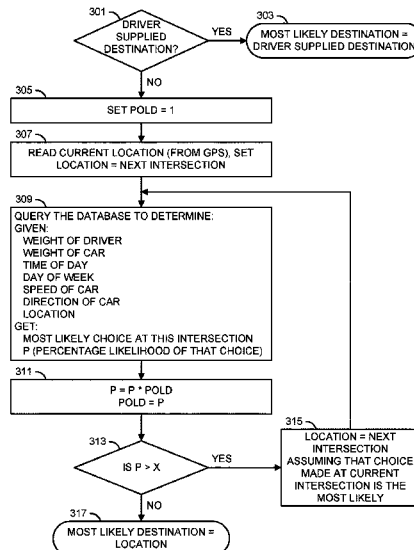 301
DRIVER
SUPPLIED
DESTINATION?
YES
303
MOST LIKELY DESTINATION =
DRIVER SUPPLIED DESTINATION
NO
305
SET POLD = 1
307
READ CURRENT LOCATION (FROM GPS), SET
LOCATION = NEXT INTERSECTION
309
QUERY THE DATABASE TO DETERMINE:
GIVEN:
WEIGHT OF DRIVER
WEIGHT OF CAR
TIME OF DAY
DAY OF WEEK
SPEED OF CAR
DIRECTION OF CAR
LOCATION
GET:
MOST LIKELY CHOICE AT THIS INTERSECTION
P (PERCENTAGE LIKELIHOOD OF THAT CHOICE)
311
P = P * POLD
POLD = P
313
IS P > X
YES
315
LOCATION = NEXT
INTERSECTION
ASSUMING THAT CHOICE
MADE AT CURRENT
INTERSECTION IS THE
MOST LIKELY
NO
317
MOST LIKELY DESTINATION =
LOCATION